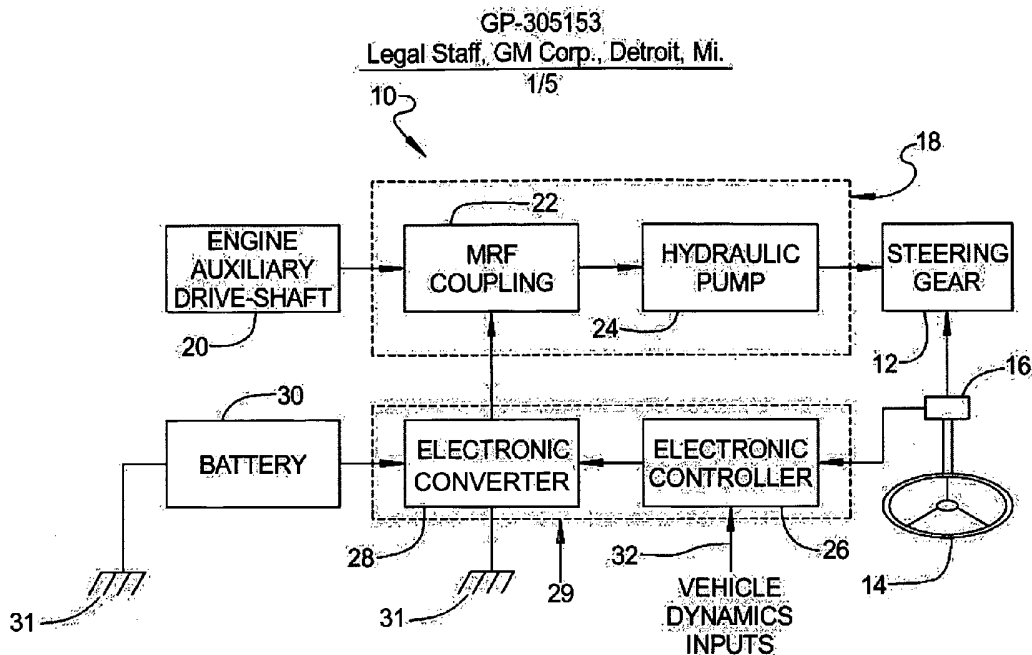 GP-305153
Legal Staff, GM Corp., Detroit, Mi.
1/5
10
18
22
ENGINE
AUXILIARY
DRIVE-SHAFT
MRF
COUPLING
HYDRAULIC
PUMP
STEERING
GEAR
20
24
12
16
30
BATTERY
ELECTRONIC
CONVERTER
ELECTRONIC
CONTROLLER
28
29
32
26
14
31
31
VEHICLE
DYNAMICS
INPUTS